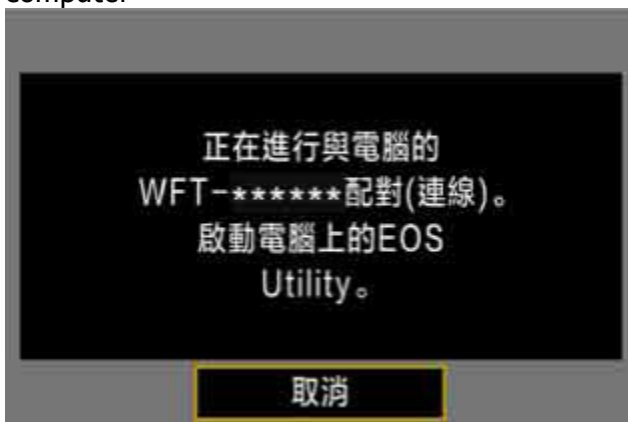 computer
正在進行與電腦的
WFT-******配對(連線)。
啟動電腦上的EOS
Utility。
取消